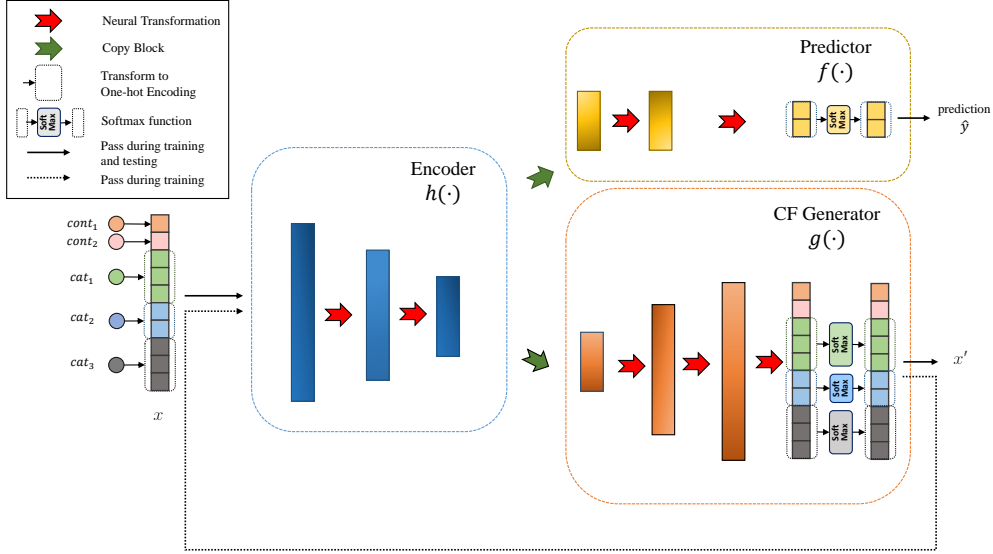 Neural Transformation
Copy Block
Transform to
One-hot Encoding
Soft
Max
Softmax function
Pass during training
and testing
Pass during training
cont₁
cont₂
cat₁
cat₂
cat₃
x
Encoder
h(·)
Predictor
f(·)
Soft
Max
prediction
ŷ
CF Generator
g(·)
Soft
Max
Soft
Max
Soft
Max
x′